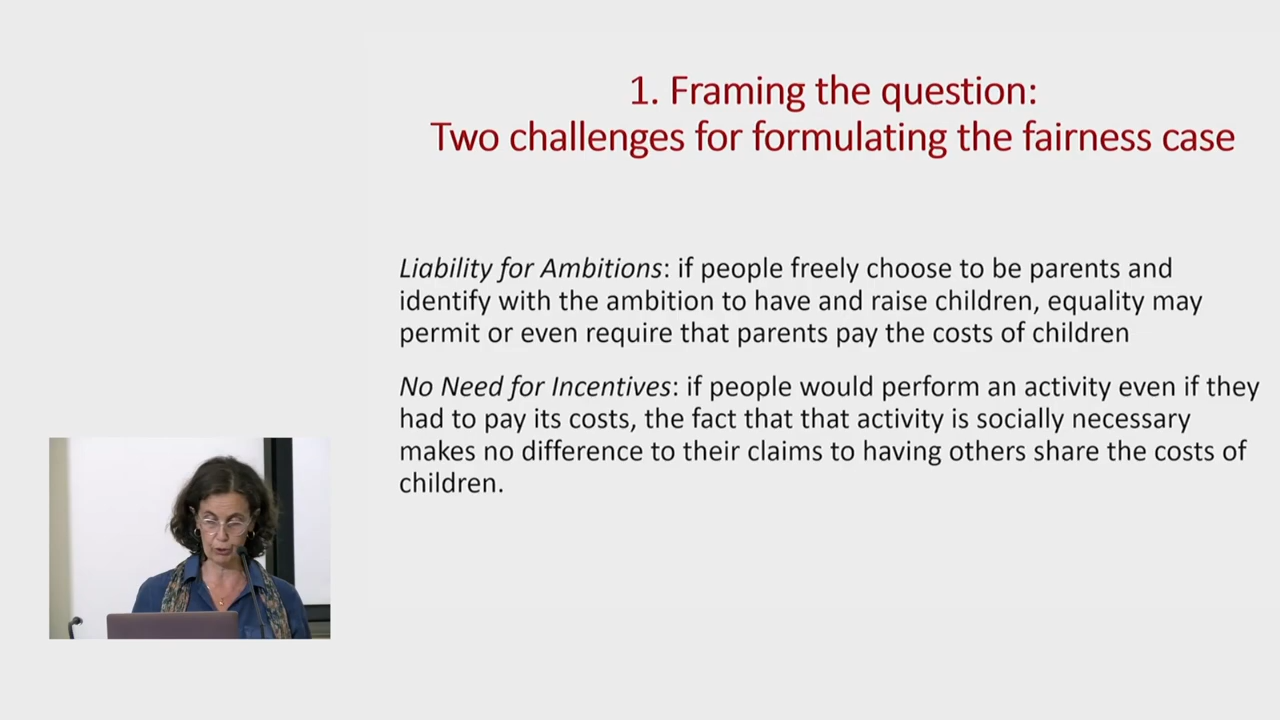 1. Framing the question:
Two challenges for formulating the fairness case
Liability for Ambitions: if people freely choose to be parents and
identify with the ambition to have and raise children, equality may
permit or even require that parents pay the costs of children
No Need for Incentives: if people would perform an activity even if they
had to pay its costs, the fact that that activity is socially necessary
makes no difference to their claims to having others share the costs of
children.